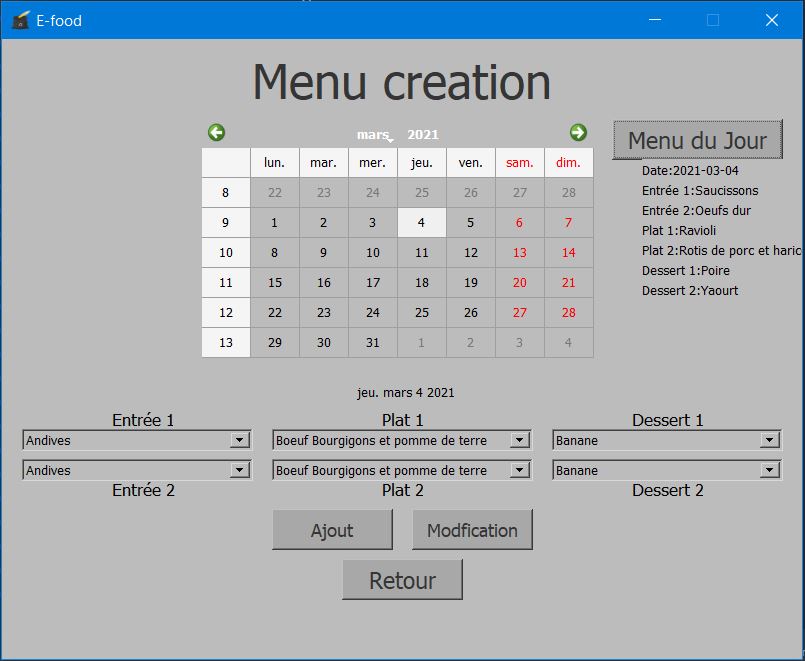 E-food
Menu creation
mars 2021
lun. mar. mer. jeu. ven. sam. dim.
8 22 23 24 25 26 27 28
9 1 2 3 4 5 6 7
10 8 9 10 11 12 13 14
11 15 16 17 18 19 20 21
12 22 23 24 25 26 27 28
13 29 30 31 1 2 3 4
Menu du Jour
Date:2021-03-04
Entrée 1:Saucissons
Entrée 2:Oeufs dur
Plat 1:Ravioli
Plat 2:Rotis de porc et haric
Dessert 1:Poire
Dessert 2:Yaourt
jeu. mars 4 2021
Entrée 1 Plat 1 Dessert 1
Andives Boeuf Bourgigons et pomme de terre Banane
Andives Boeuf Bourgigons et pomme de terre Banane
Entrée 2 Plat 2 Dessert 2
Ajout Modfication
Retour